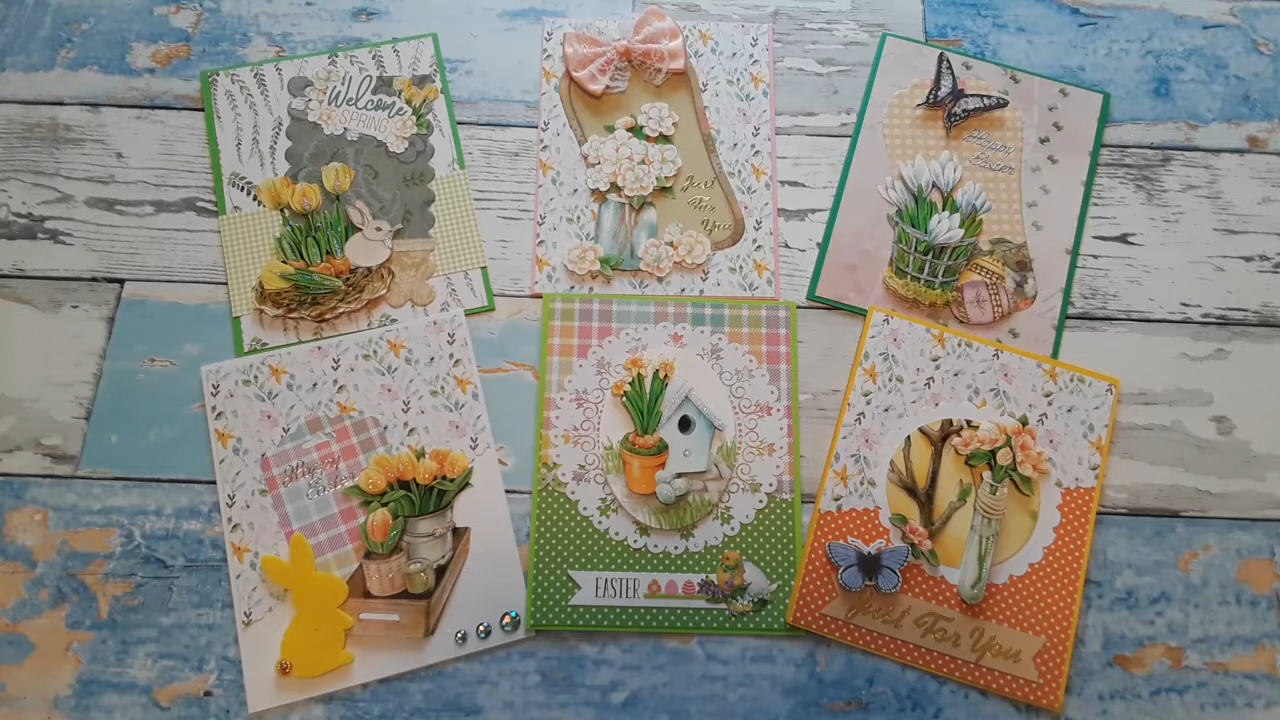 Welcome
SPRING
Just
For
You
Happy
Easter
Happy
Easter
EASTER
Just For You